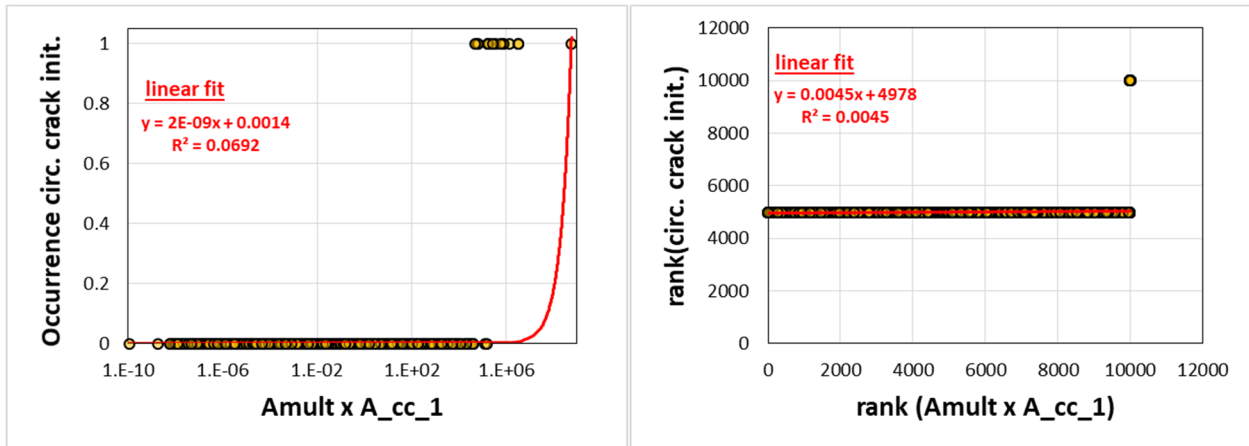 Occurrence circ. crack init.
1
0.8
0.6
0.4
0.2
0
linear fit
y = 2E-09x + 0.0014
R² = 0.0692
1.E-10 1.E-06 1.E-02 1.E+02 1.E+06
Amult x A_cc_1
rank(circ. crack init.)
12000
10000
8000
6000
4000
2000
0
linear fit
y = 0.0045x + 4978
R² = 0.0045
0 2000 4000 6000 8000 10000 12000
rank (Amult x A_cc_1)